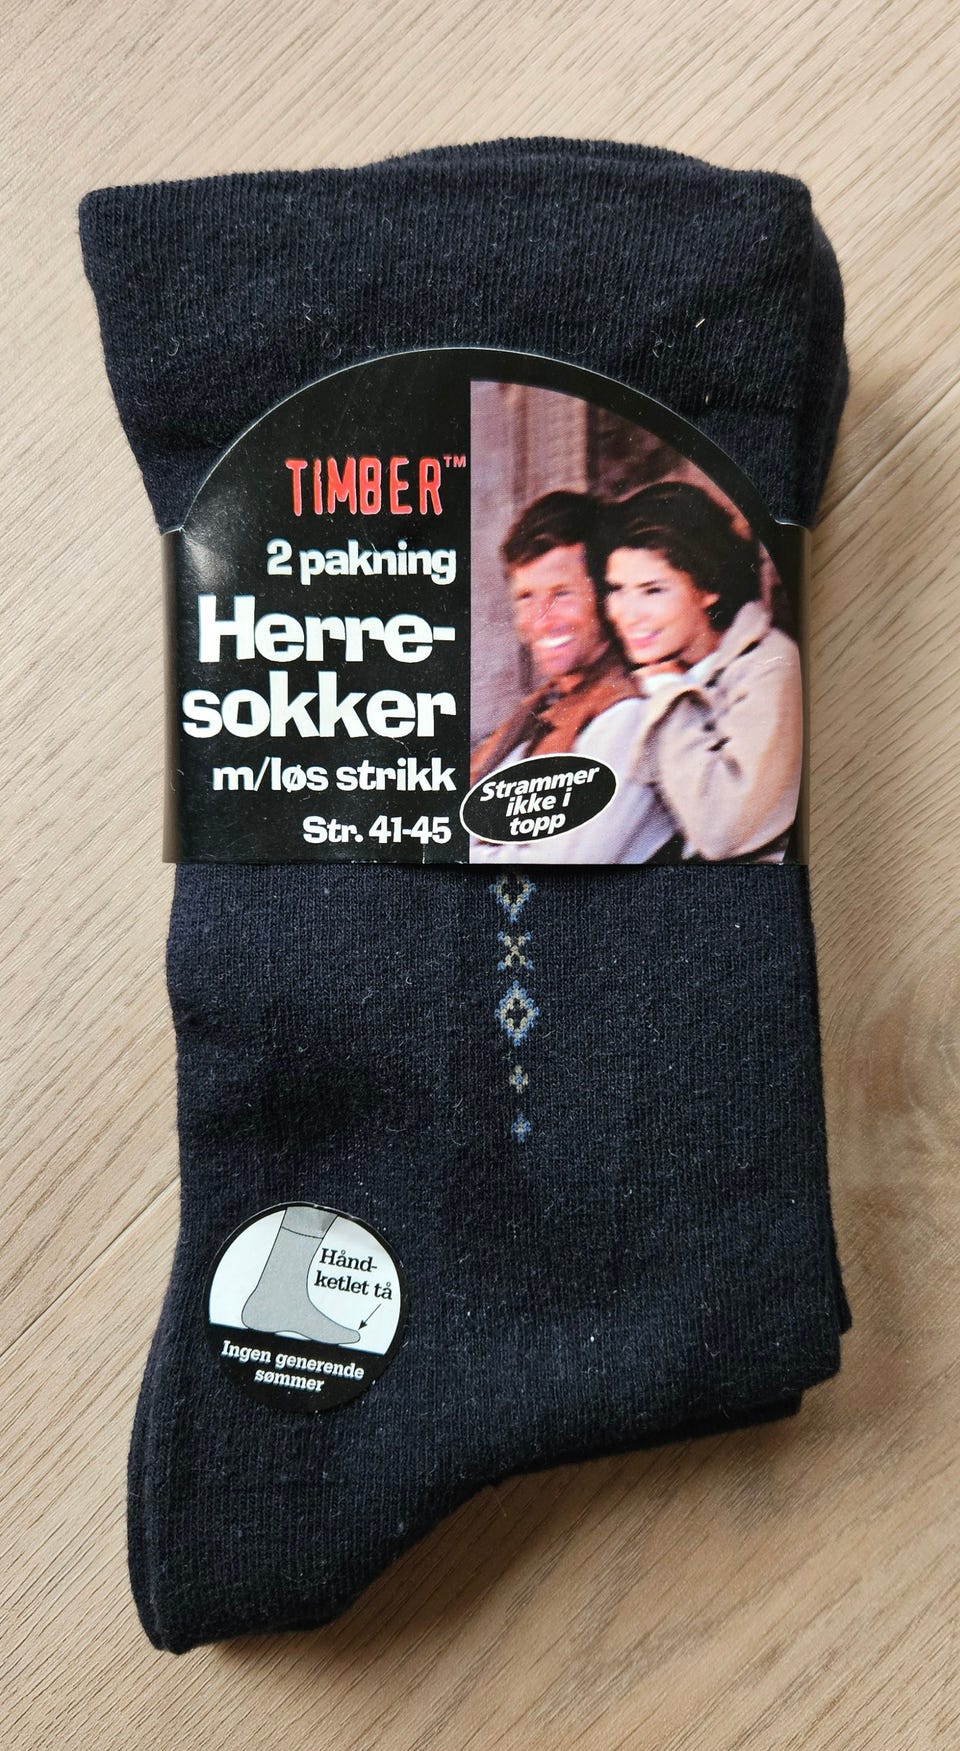 TIMBER™
2 pakning
Herre-
sokker
m/løs strikk
Str. 41-45
Strammer
ikke i
topp
Hånd-
ketlet tå
Ingen generende
sømmer